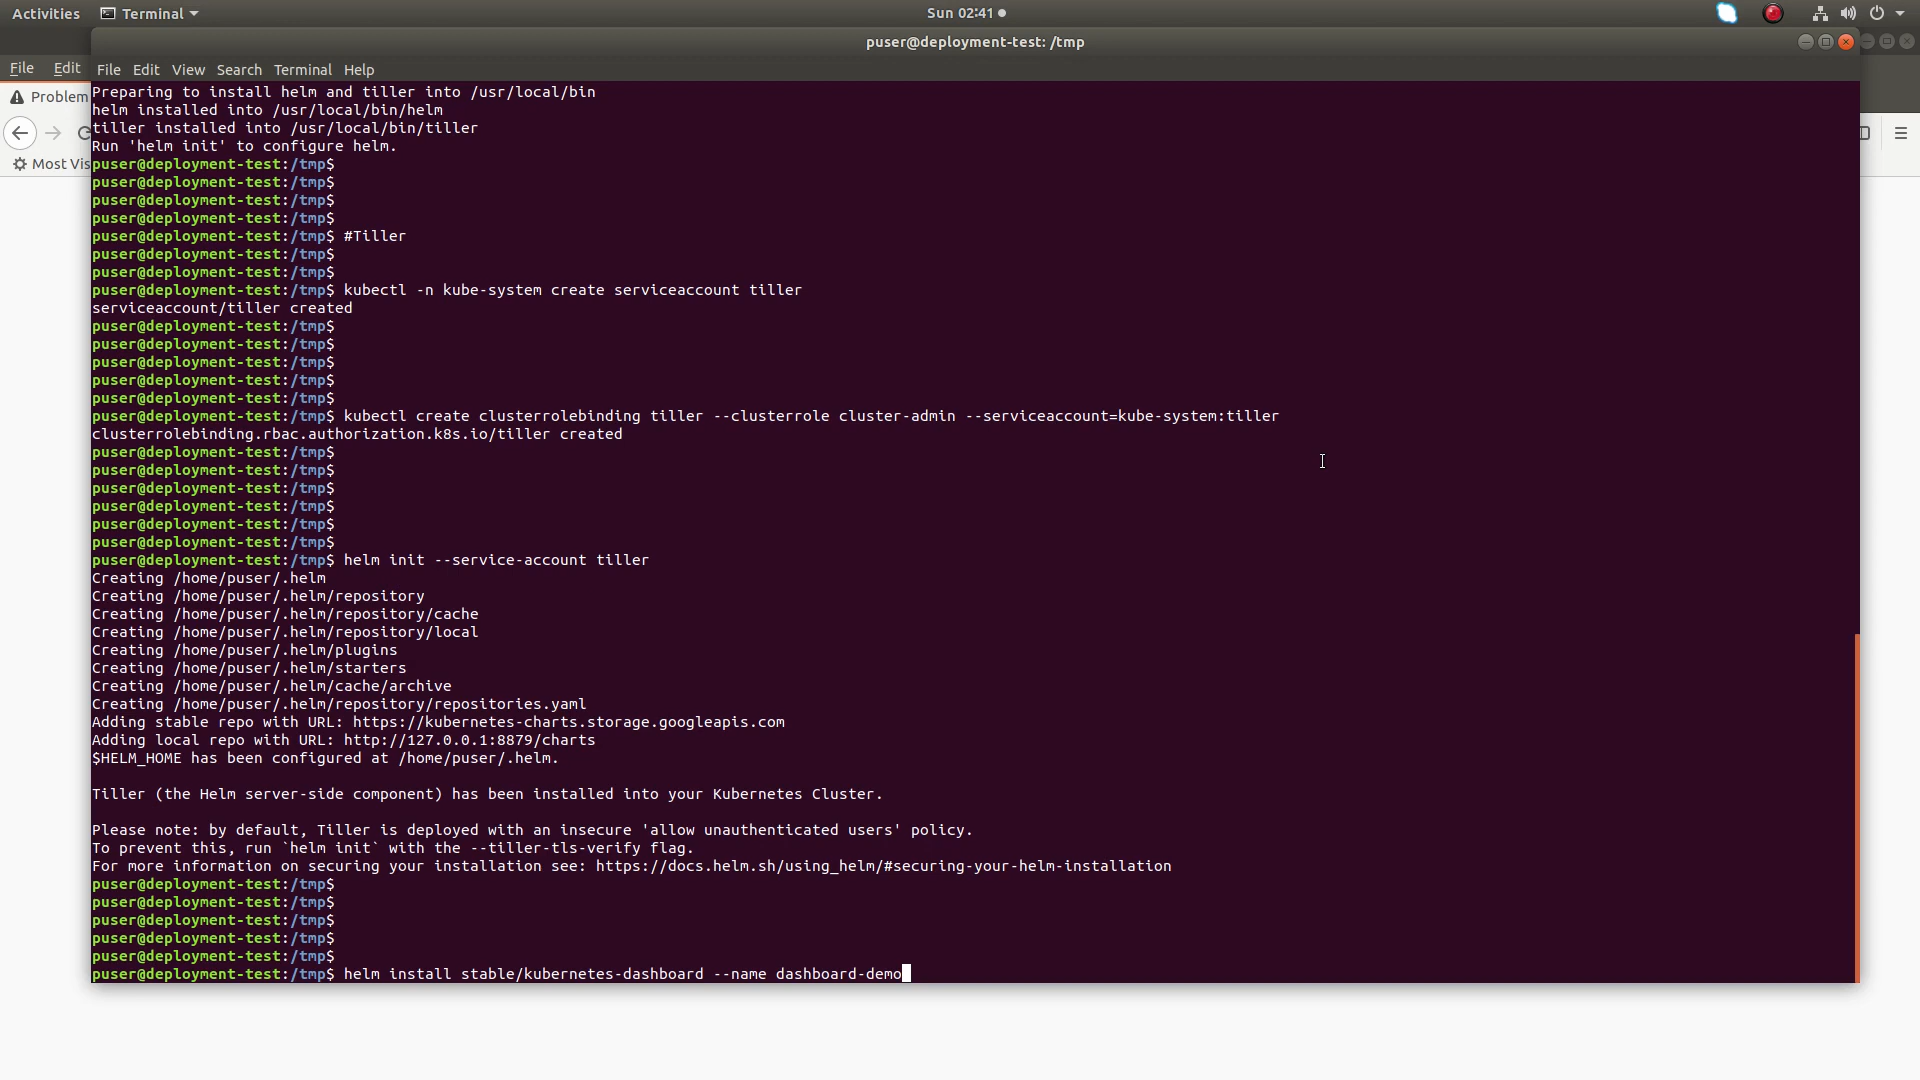 Activities Terminal Sun 02:41
puser@deployment-test: /tmp
File Edit
File Edit View Search Terminal Help
Problem
Most Vis
Preparing to install helm and tiller into /usr/local/bin
helm installed into /usr/local/bin/helm
tiller installed into /usr/local/bin/tiller
Run 'helm init' to configure helm.
puser@deployment-test:/tmp$
puser@deployment-test:/tmp$
puser@deployment-test:/tmp$
puser@deployment-test:/tmp$
puser@deployment-test:/tmp$ #Tiller
puser@deployment-test:/tmp$
puser@deployment-test:/tmp$
puser@deployment-test:/tmp$ kubectl -n kube-system create serviceaccount tiller
serviceaccount/tiller created
puser@deployment-test:/tmp$
puser@deployment-test:/tmp$
puser@deployment-test:/tmp$
puser@deployment-test:/tmp$
puser@deployment-test:/tmp$
puser@deployment-test:/tmp$ kubectl create clusterrolebinding tiller --clusterrole cluster-admin --serviceaccount=kube-system:tiller
clusterrolebinding.rbac.authorization.k8s.io/tiller created
puser@deployment-test:/tmp$
puser@deployment-test:/tmp$
puser@deployment-test:/tmp$
puser@deployment-test:/tmp$
puser@deployment-test:/tmp$
puser@deployment-test:/tmp$
puser@deployment-test:/tmp$ helm init --service-account tiller
Creating /home/puser/.helm
Creating /home/puser/.helm/repository
Creating /home/puser/.helm/repository/cache
Creating /home/puser/.helm/repository/local
Creating /home/puser/.helm/plugins
Creating /home/puser/.helm/starters
Creating /home/puser/.helm/cache/archive
Creating /home/puser/.helm/repository/repositories.yaml
Adding stable repo with URL: https://kubernetes-charts.storage.googleapis.com
Adding local repo with URL: http://127.0.0.1:8879/charts
$HELM_HOME has been configured at /home/puser/.helm.
Tiller (the Helm server-side component) has been installed into your Kubernetes Cluster.
Please note: by default, Tiller is deployed with an insecure 'allow unauthenticated users' policy.
To prevent this, run `helm init` with the --tiller-tls-verify flag.
For more information on securing your installation see: https://docs.helm.sh/using_helm/#securing-your-helm-installation
puser@deployment-test:/tmp$
puser@deployment-test:/tmp$
puser@deployment-test:/tmp$
puser@deployment-test:/tmp$
puser@deployment-test:/tmp$
puser@deployment-test:/tmp$ helm install stable/kubernetes-dashboard --name dashboard-demo